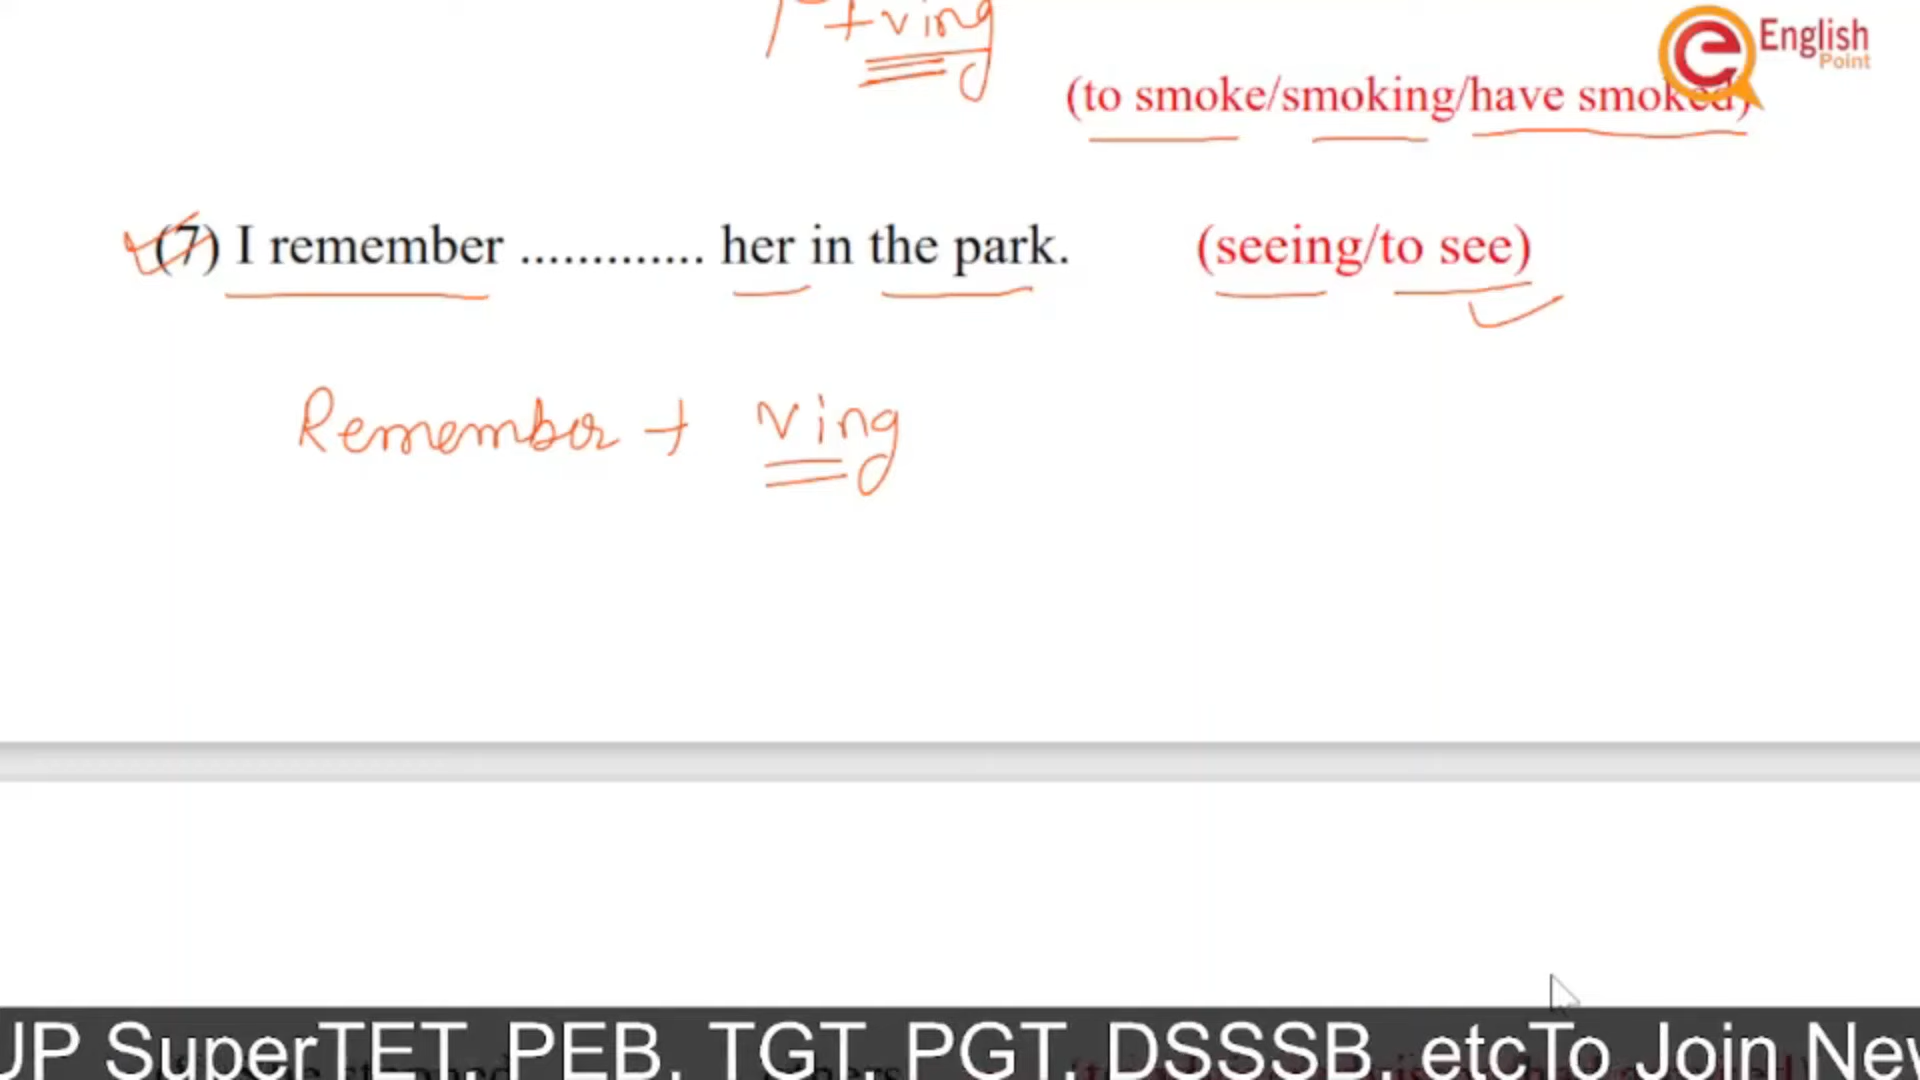 +ving
English
Point
(to smoke/smoking/have smoked)
(7) I remember ............. her in the park. (seeing/to see)
Remember + ving
UP SuperTET, PEB, TGT, PGT, DSSSB, etcTo Join New